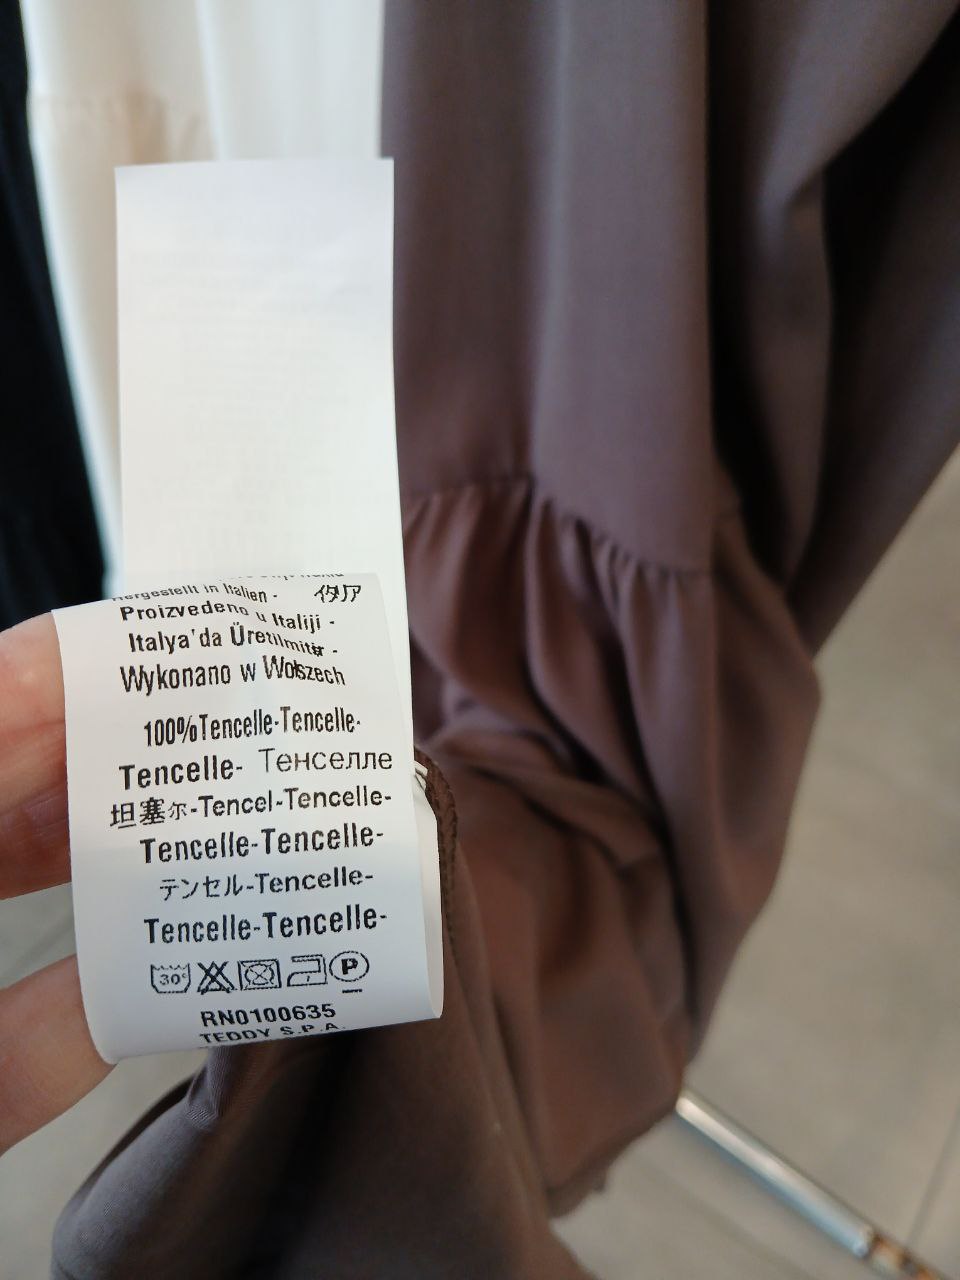 Hergestellt in Italien - イタリア
Proizvedeno u Italiji -
Italya'da Üretilmiştir -
Wykonano w Wołszech
100%Tencelle-Tencelle-
Tencelle- Тенселле
坦塞尔-Tencel-Tencelle-
Tencelle-Tencelle-
テンセル-Tencelle-
Tencelle-Tencelle-
30° P
RN0100635
TEDDY S.P.A.